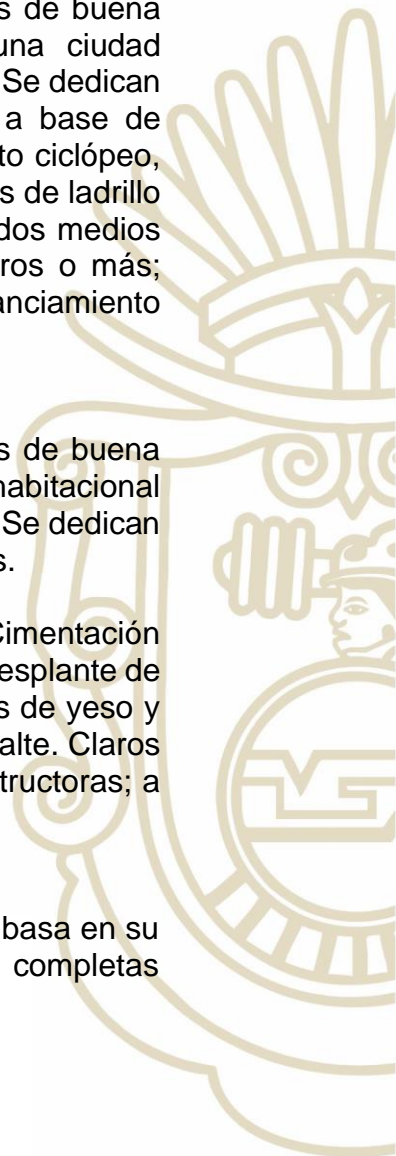 s de buena
una ciudad
Se dedican
a base de
to ciclópeo,
s de ladrillo
dos medios
ros o más;
anciamiento
s de buena
habitacional
Se dedican
s.
Cimentación
esplante de
s de yeso y
alte. Claros
tructoras; a
basa en su
completas